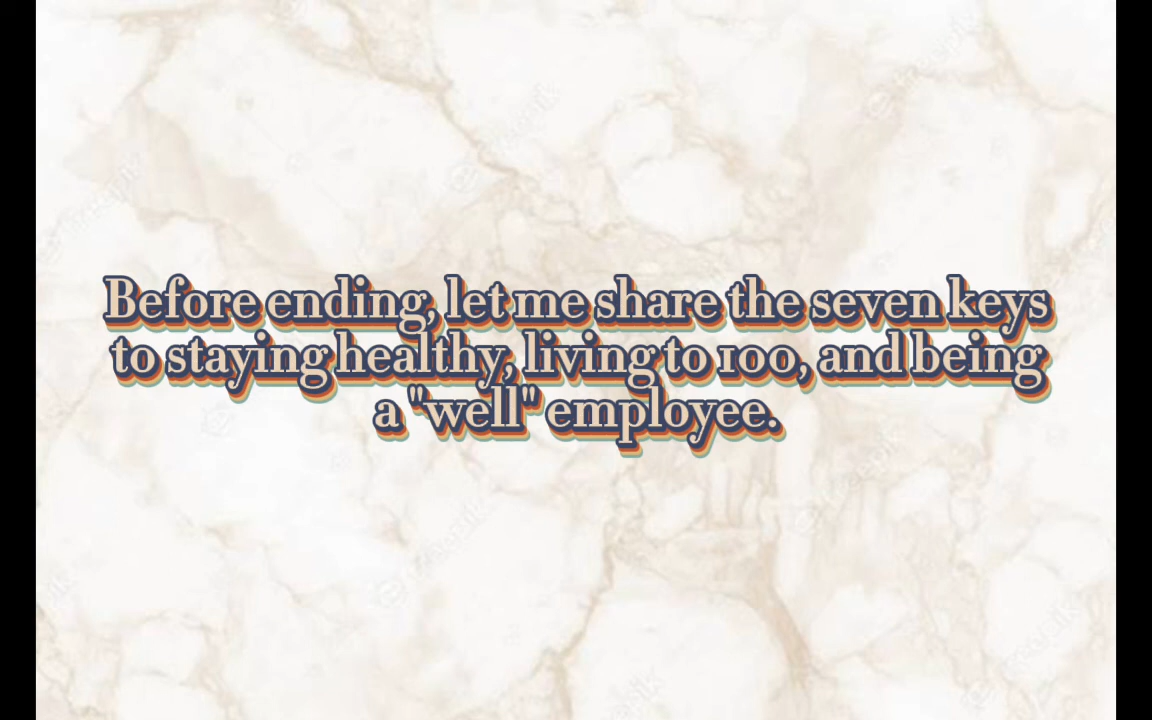 Before ending, let me share the seven keys
to staying healthy, living to 100, and being
a "well" employee.